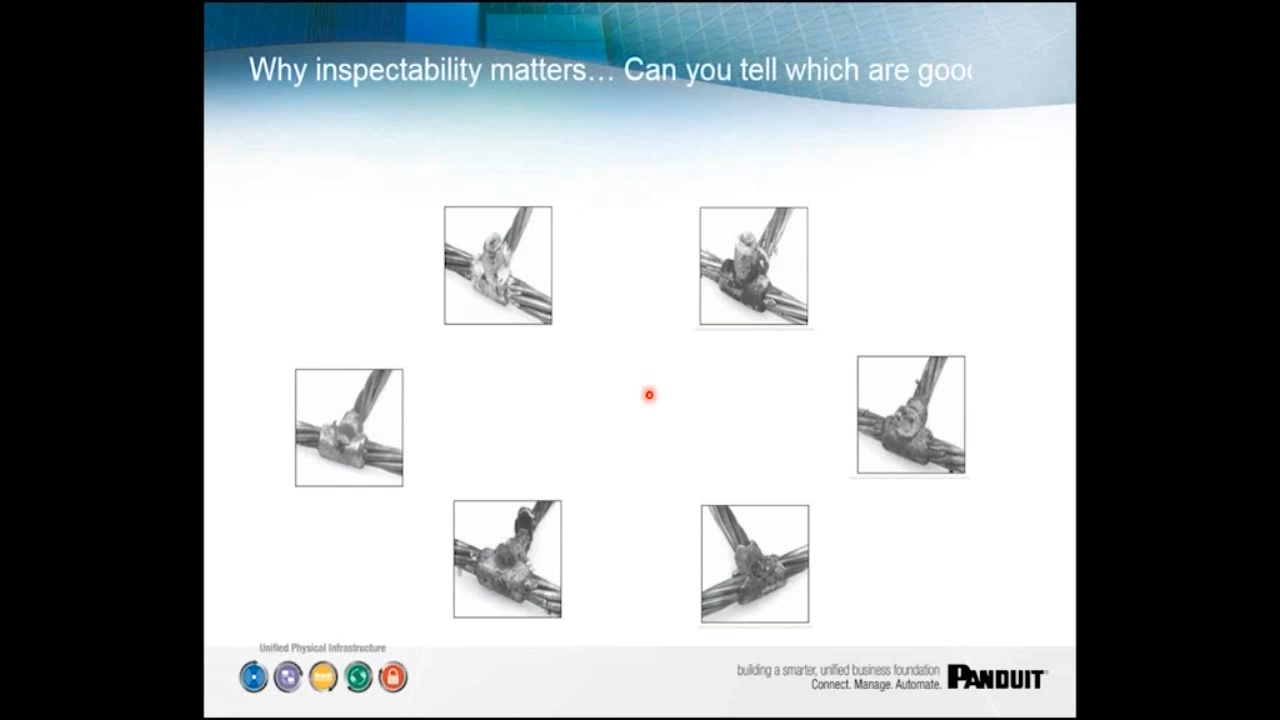 Why inspectability matters… Can you tell which are good
Unified Physical Infrastructure
building a smarter, unified business foundation
Connect. Manage. Automate.
PANDUIT